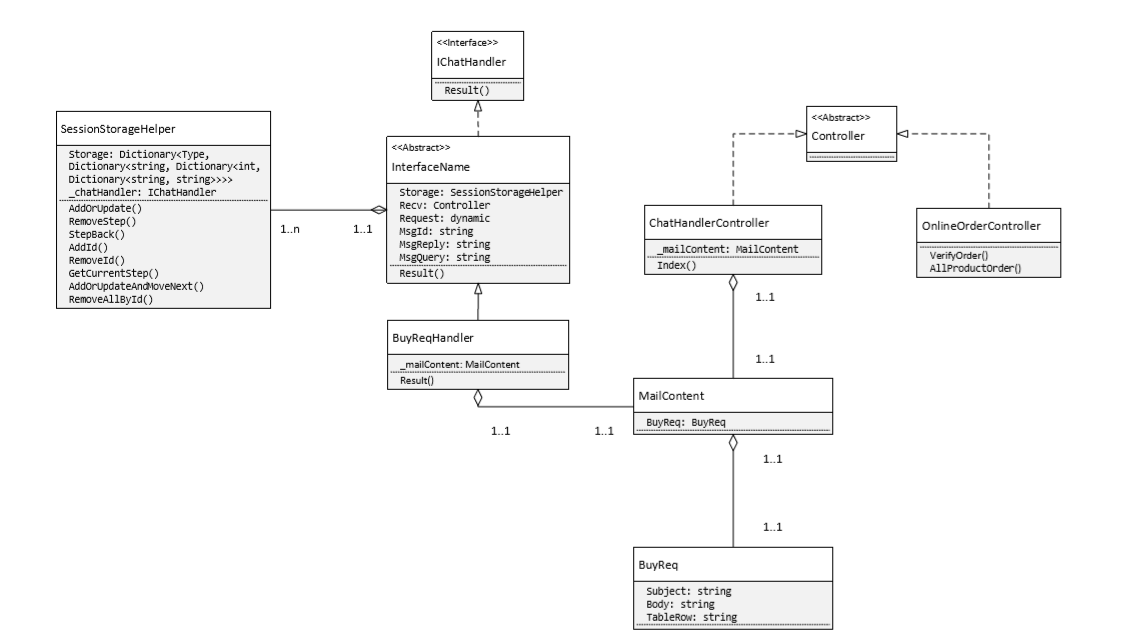 <<Interface>>
IChatHandler
Result()
SessionStorageHelper
Storage: Dictionary<Type,
Dictionary<string, Dictionary<int,
Dictionary<string, string>>>>
_chatHandler: IChatHandler
AddOrUpdate()
RemoveStep()
StepBack()
AddId()
RemoveId()
GetCurrentStep()
AddOrUpdateAndMoveNext()
RemoveAllById()
1..n
1..1
<<Abstract>>
InterfaceName
Storage: SessionStorageHelper
Recv: Controller
Request: dynamic
MsgId: string
MsgReply: string
MsgQuery: string
Result()
<<Abstract>>
Controller
ChatHandlerController
_mailContent: MailContent
Index()
OnlineOrderController
VerifyOrder()
AllProductOrder()
1..1
1..1
BuyReqHandler
_mailContent: MailContent
Result()
1..1
1..1
MailContent
BuyReq: BuyReq
1..1
1..1
BuyReq
Subject: string
Body: string
TableRow: string